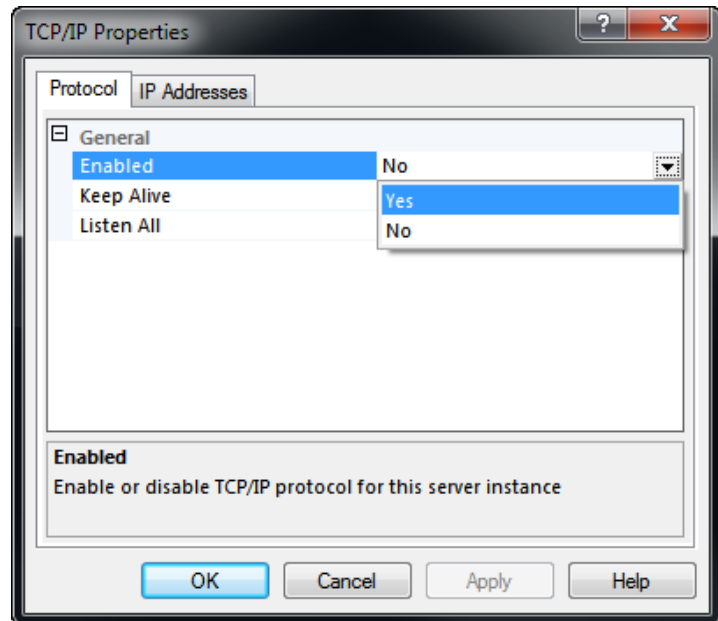 TCP/IP Properties
?
X
Protocol
IP Addresses
General
Enabled No
Keep Alive
Yes
Listen All
No
Enabled
Enable or disable TCP/IP protocol for this server instance
OK Cancel Apply Help